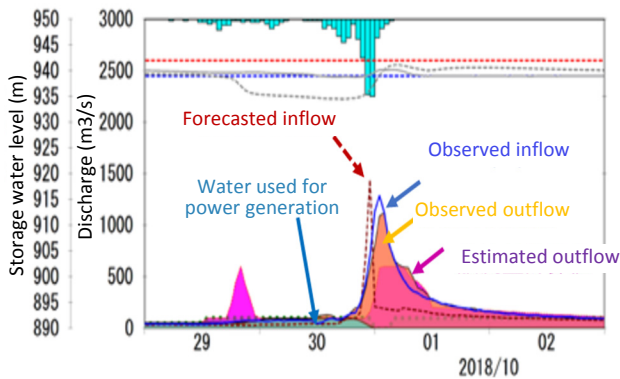 Storage water level (m)
950
945
940
935
920
915
910
905
900
895
890
Discharge (m3/s)
3000
2500
2000
1500
1000
500
0
Forecasted inflow
Water used for
power generation
Observed inflow
Observed outflow
Estimated outflow
29
30
01
02
2018/10